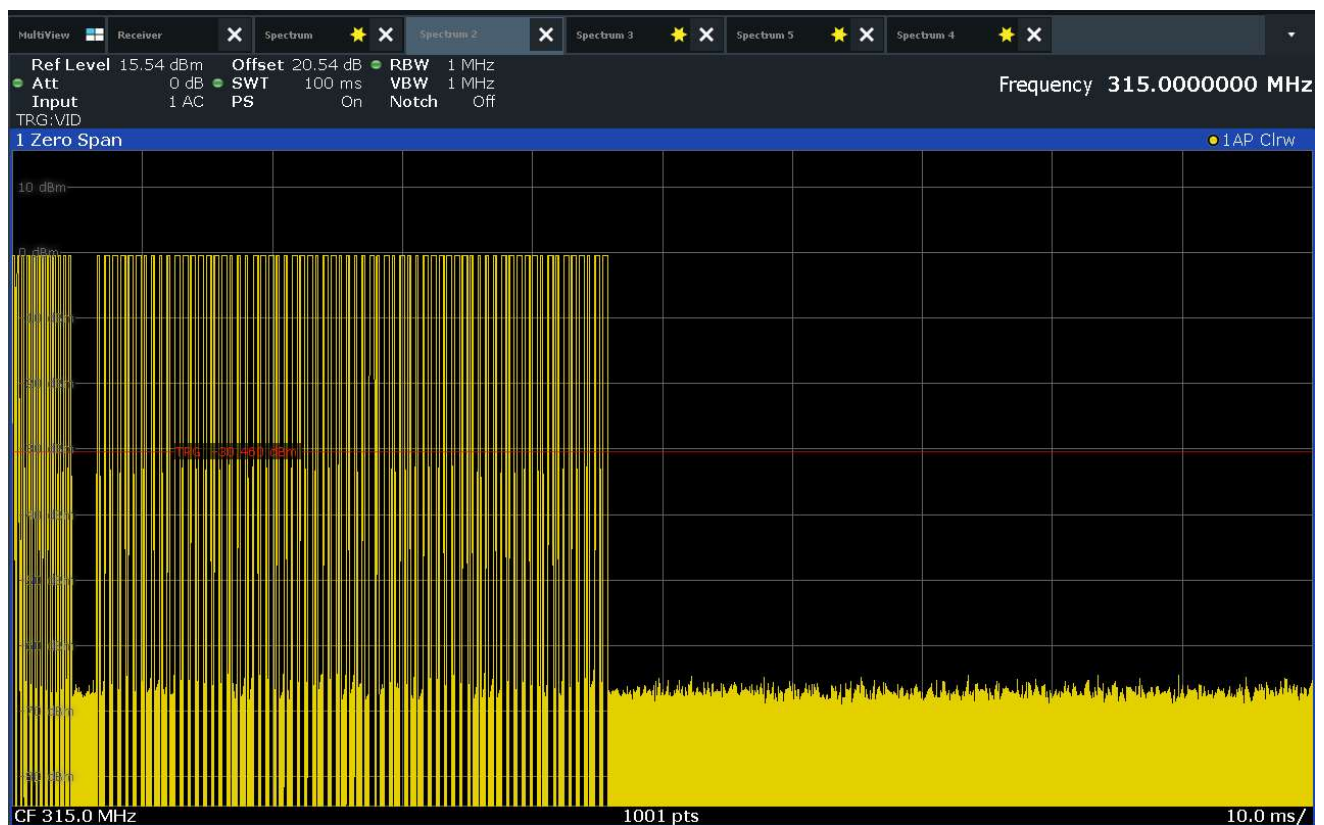 MultiView Receiver Spectrum Spectrum 2 Spectrum 3 Spectrum 5 Spectrum 4
Ref Level 15.54 dBm Offset 20.54 dB RBW 1 MHz
Att 0 dB SWT 100 ms VBW 1 MHz Frequency 315.0000000 MHz
Input 1 AC PS On Notch Off
TRG:VID
1 Zero Span 1AP Clrw
10 dBm
0 dBm
TRG -30.460 dBm
CF 315.0 MHz 1001 pts 10.0 ms/